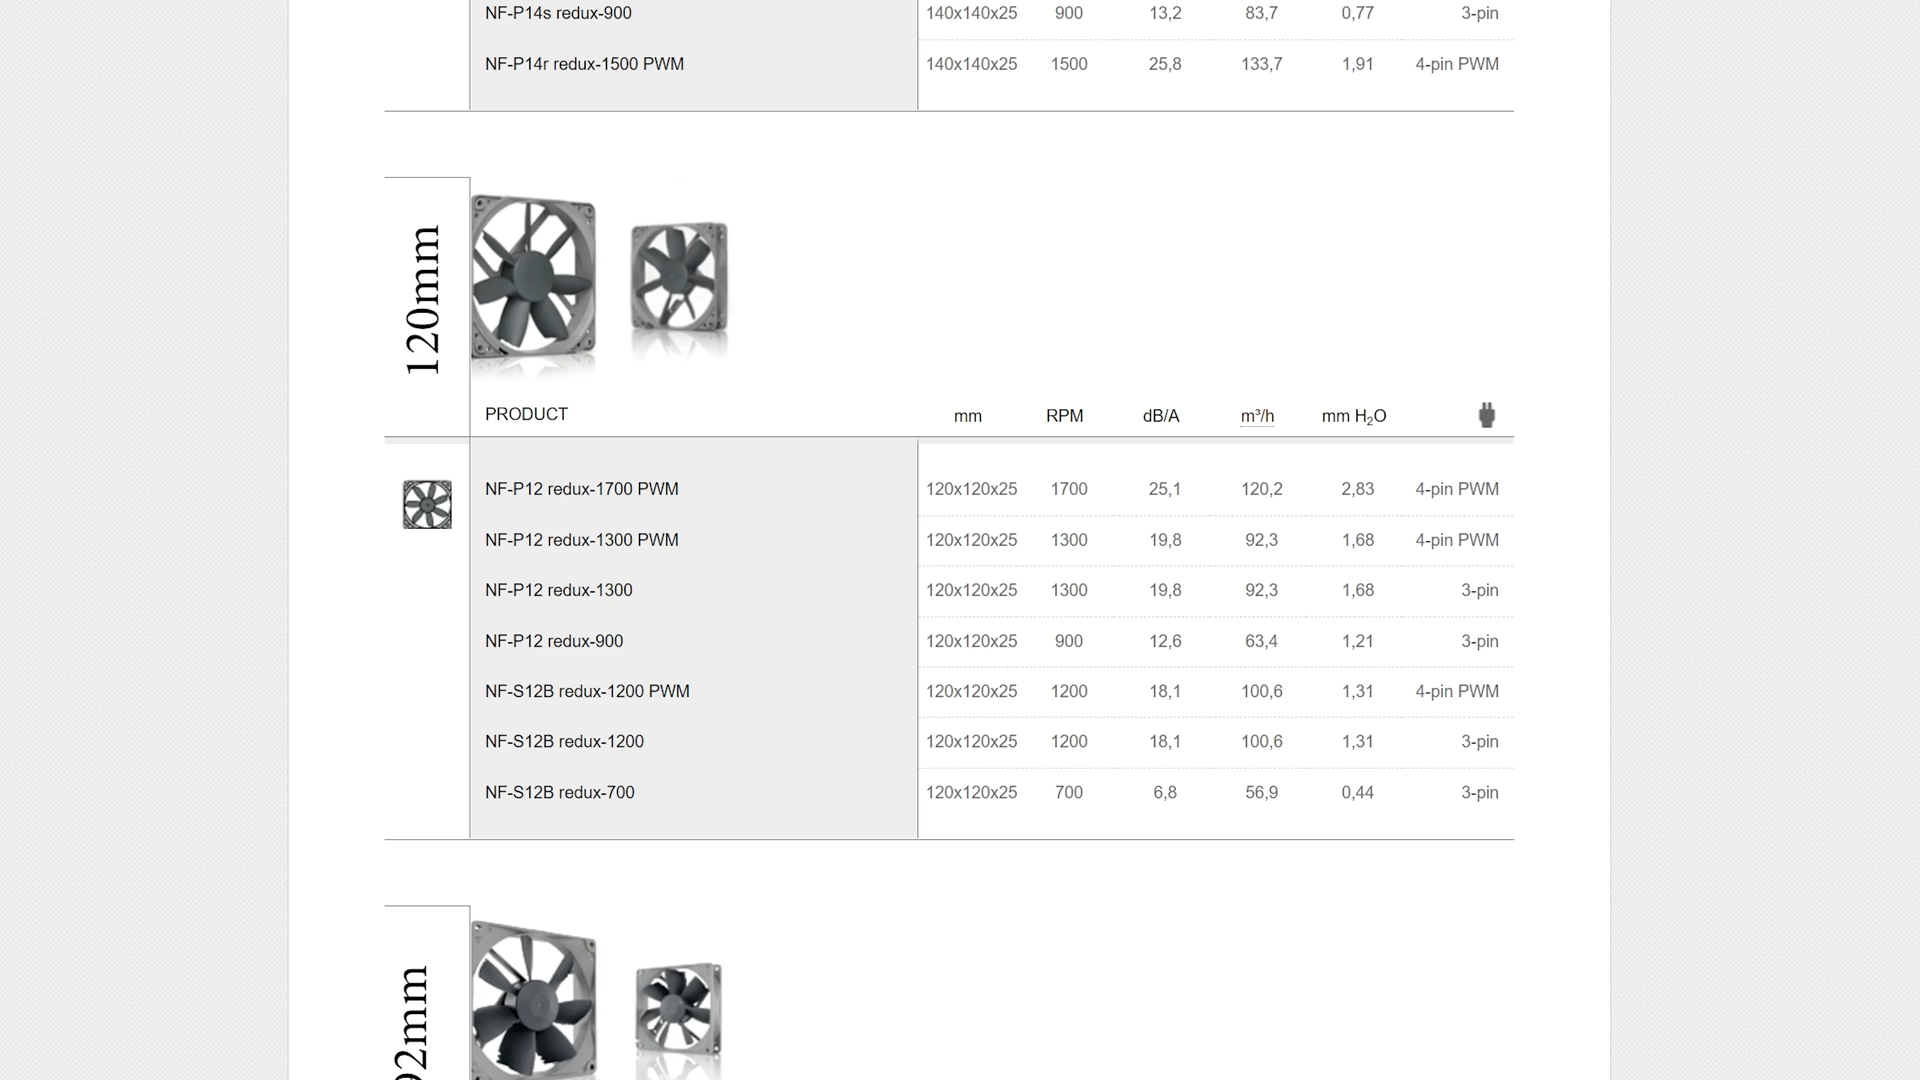 NF-P14s redux-900 140x140x25 900 13,2 83,7 0,77 3-pin
NF-P14r redux-1500 PWM 140x140x25 1500 25,8 133,7 1,91 4-pin PWM
120mm
PRODUCT mm RPM dB/A m³/h mm H₂O
NF-P12 redux-1700 PWM 120x120x25 1700 25,1 120,2 2,83 4-pin PWM
NF-P12 redux-1300 PWM 120x120x25 1300 19,8 92,3 1,68 4-pin PWM
NF-P12 redux-1300 120x120x25 1300 19,8 92,3 1,68 3-pin
NF-P12 redux-900 120x120x25 900 12,6 63,4 1,21 3-pin
NF-S12B redux-1200 PWM 120x120x25 1200 18,1 100,6 1,31 4-pin PWM
NF-S12B redux-1200 120x120x25 1200 18,1 100,6 1,31 3-pin
NF-S12B redux-700 120x120x25 700 6,8 56,9 0,44 3-pin
92mm